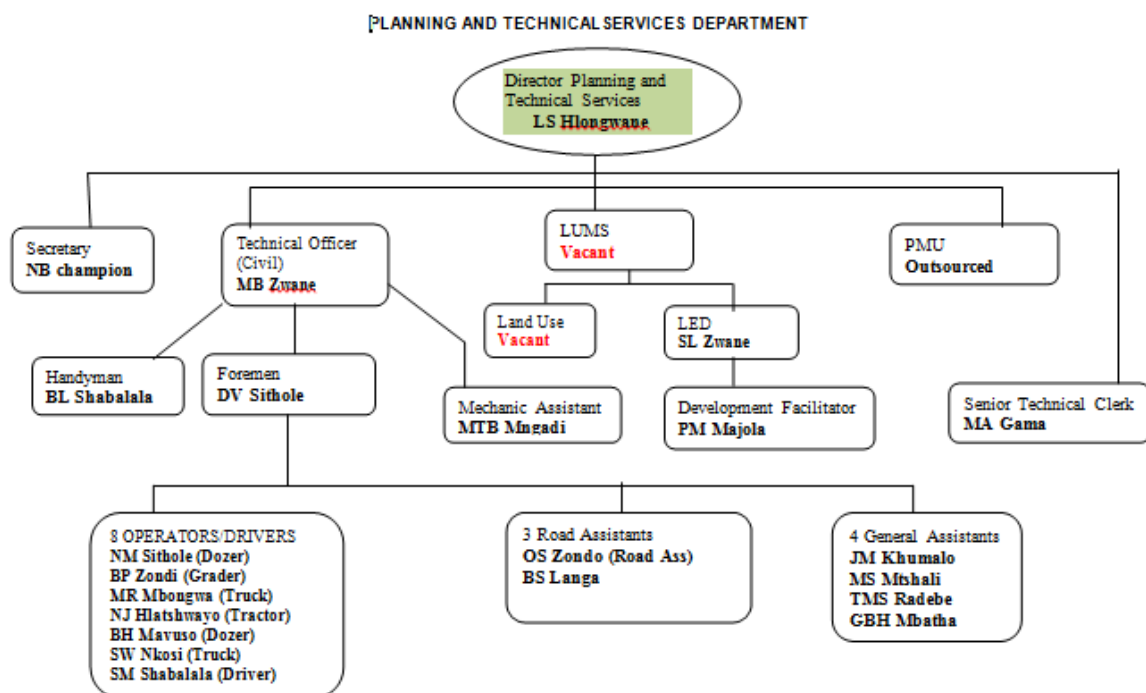 PLANNING AND TECHNICAL SERVICES DEPARTMENT
Director Planning and
Technical Services
LS Hlongwane
Secretary
NB champion
Technical Officer
(Civil)
MB Zwane
LUMS
Vacant
PMU
Outsourced
Land Use
Vacant
LED
SL Zwane
Handyman
BL Shabalala
Foremen
DV Sithole
Mechanic Assistant
MTB Mngadi
Development Facilitator
PM Majola
Senior Technical Clerk
MA Gama
8 OPERATORS/DRIVERS
NM Sithole (Dozer)
BP Zondi (Grader)
MR Mbongwa (Truck)
NJ Hlatshwayo (Tractor)
BH Mavuso (Dozer)
SW Nkosi (Truck)
SM Shabalala (Driver)
3 Road Assistants
OS Zondo (Road Ass)
BS Langa
4 General Assistants
JM Khumalo
MS Mtshali
TMS Radebe
GBH Mbatha